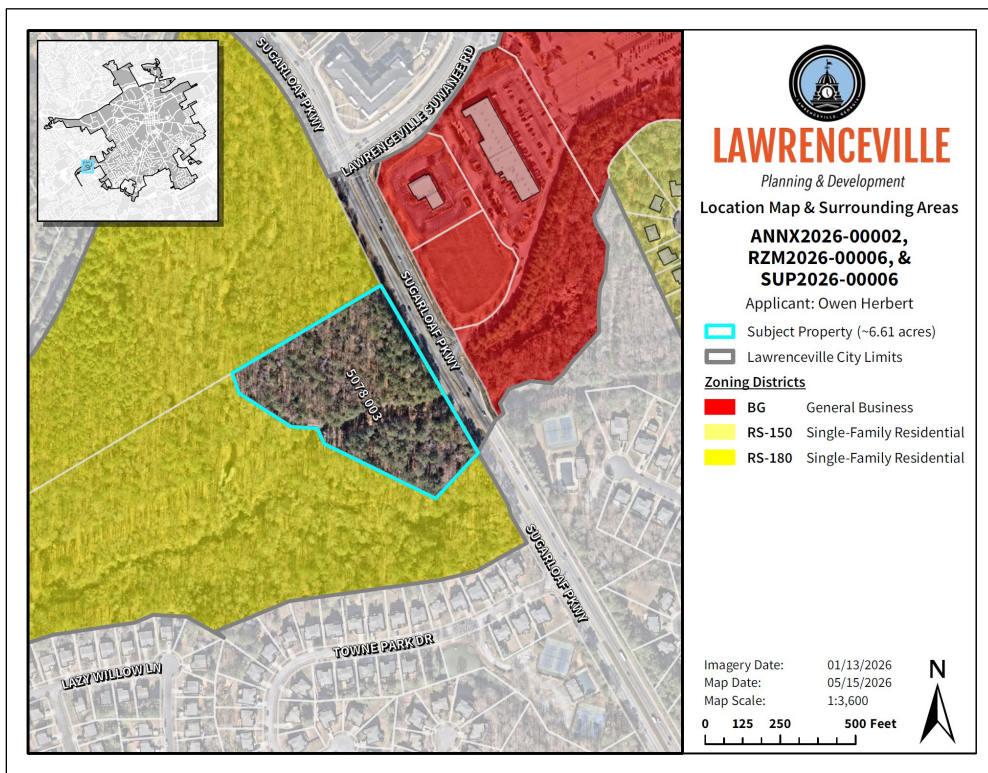 SUGARLOAF PKWY
LAWRENCEVILLE SUWANEE RD
SUGARLOAF PKWY
5078 003
SUGARLOAF PKWY
TOWNE PARK DR
LAZY WILLOW LN
LAWRENCEVILLE
Planning & Development
Location Map & Surrounding Areas
ANNX2026-00002,
RZM2026-00006, &
SUP2026-00006
Applicant: Owen Herbert
Subject Property (~6.61 acres)
Lawrenceville City Limits
Zoning Districts
BG General Business
RS-150 Single-Family Residential
RS-180 Single-Family Residential
Imagery Date: 01/13/2026
Map Date: 05/15/2026
Map Scale: 1:3,600
N
0 125 250 500 Feet